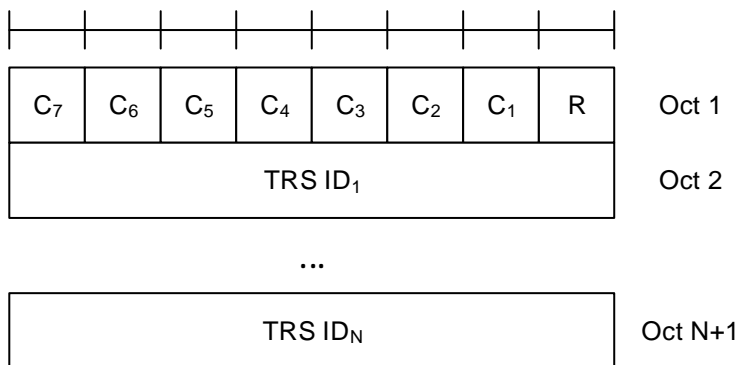 C₇ C₆ C₅ C₄ C₃ C₂ C₁ R Oct 1
TRS ID₁ Oct 2
...
TRS IDN Oct N+1